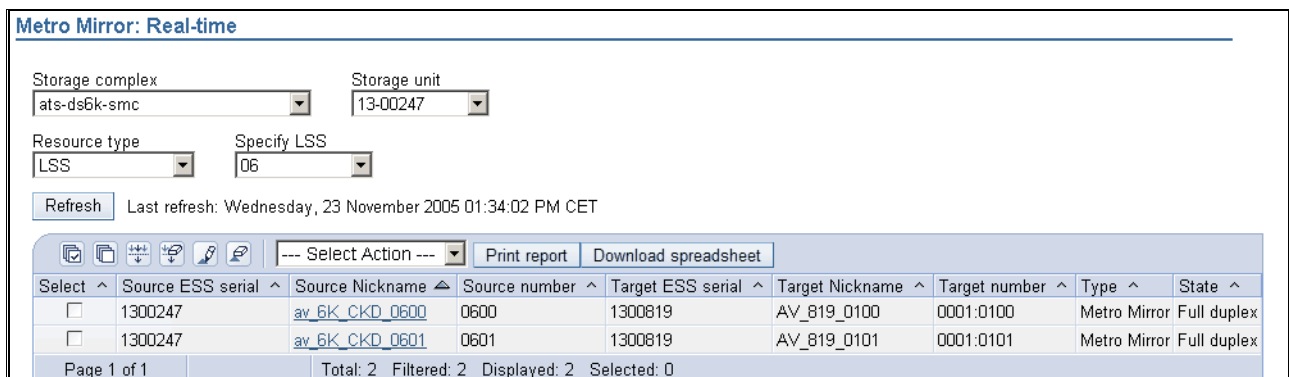 Metro Mirror: Real-time
Storage complex Storage unit
ats-ds6k-smc 13-00247
Resource type Specify LSS
LSS 06
Refresh Last refresh: Wednesday, 23 November 2005 01:34:02 PM CET
--- Select Action --- Print report Download spreadsheet
Select ^ Source ESS serial ^ Source Nickname Source number ^ Target ESS serial ^ Target Nickname ^ Target number ^ Type ^ State ^
1300247 av_6K_CKD_0600 0600 1300819 AV_819_0100 0001:0100 Metro Mirror Full duplex
1300247 av_6K_CKD_0601 0601 1300819 AV_819_0101 0001:0101 Metro Mirror Full duplex
Page 1 of 1 Total: 2 Filtered: 2 Displayed: 2 Selected: 0